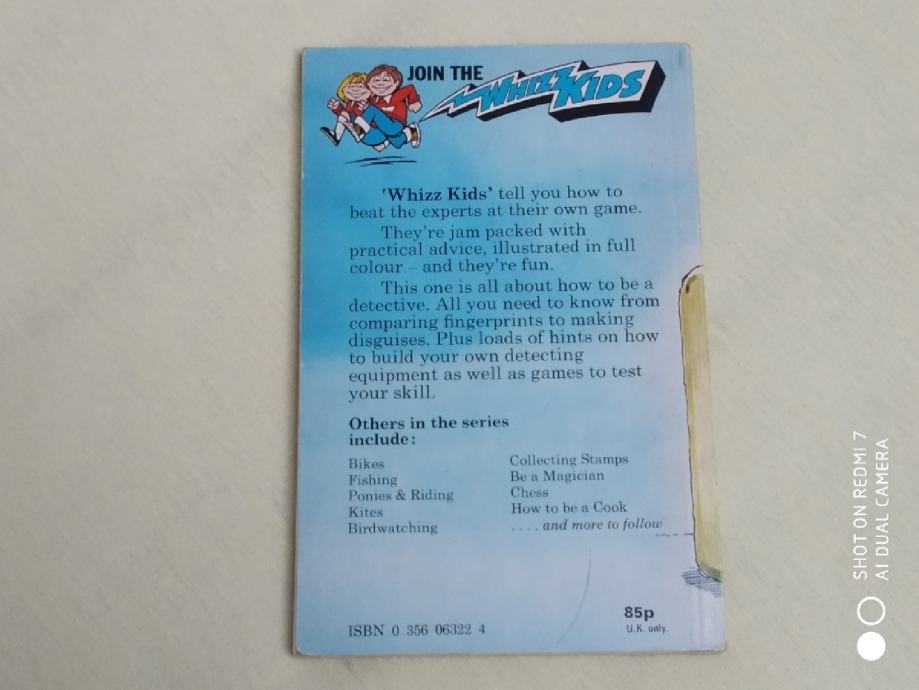 JOIN THE WHIZZ KIDS
'Whizz Kids' tell you how to
beat the experts at their own game.
They're jam packed with
practical advice, illustrated in full
colour – and they're fun.
This one is all about how to be a
detective. All you need to know from
comparing fingerprints to making
disguises. Plus loads of hints on how
to build your own detecting
equipment as well as games to test
your skill.
Others in the series
include:
Bikes
Fishing
Ponies & Riding
Kites
Birdwatching
Collecting Stamps
Be a Magician
Chess
How to be a Cook
....and more to follow
85p
U.K. only.
ISBN 0 356 06322 4
SHOT ON REDMI 7
AI DUAL CAMERA